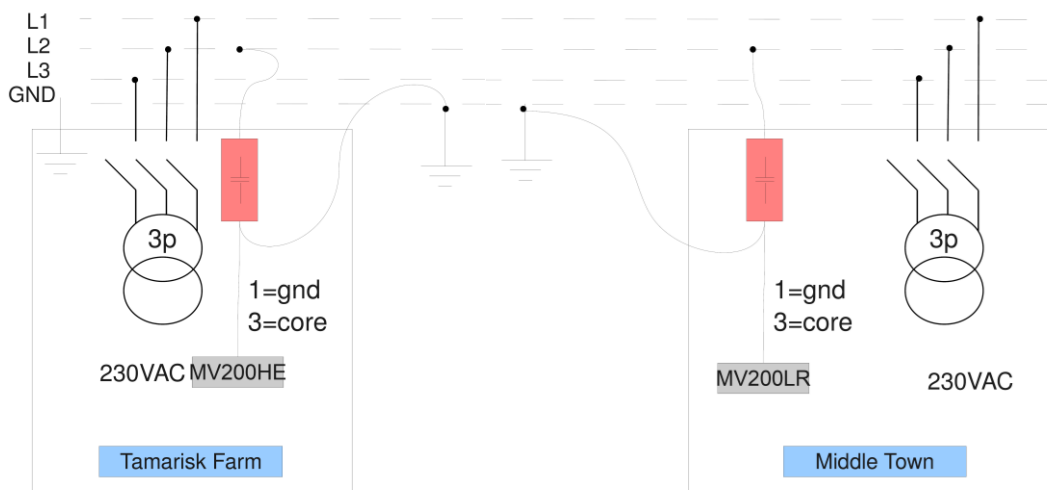 L1
L2
L3
GND
3p
3p
1=gnd
3=core
1=gnd
3=core
230VAC
MV200HE
MV200LR
230VAC
Tamarisk Farm
Middle Town